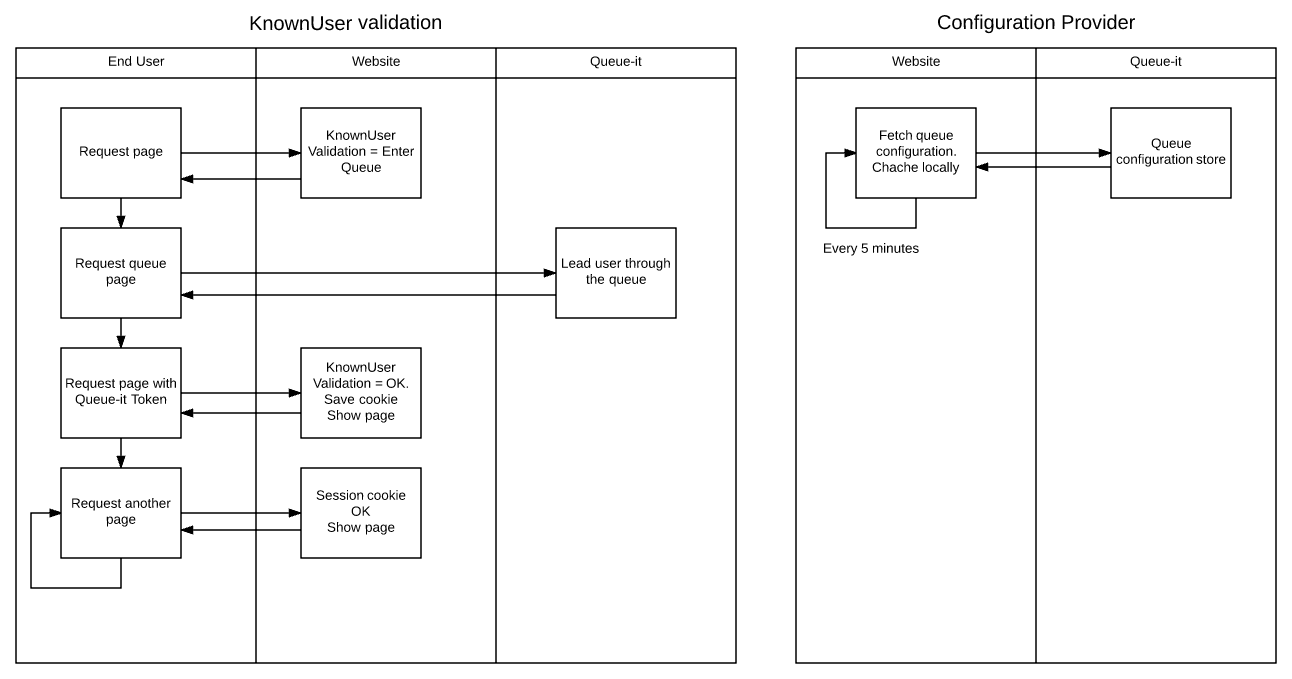 KnownUser validation
End User
Website
Queue-it
Request page
KnownUser
Validation = Enter
Queue
Request queue
page
Lead user through
the queue
Request page with
Queue-it Token
KnownUser
Validation = OK.
Save cookie
Show page
Request another
page
Session cookie
OK
Show page
Configuration Provider
Website
Queue-it
Fetch queue
configuration.
Chache locally
Queue
configuration store
Every 5 minutes